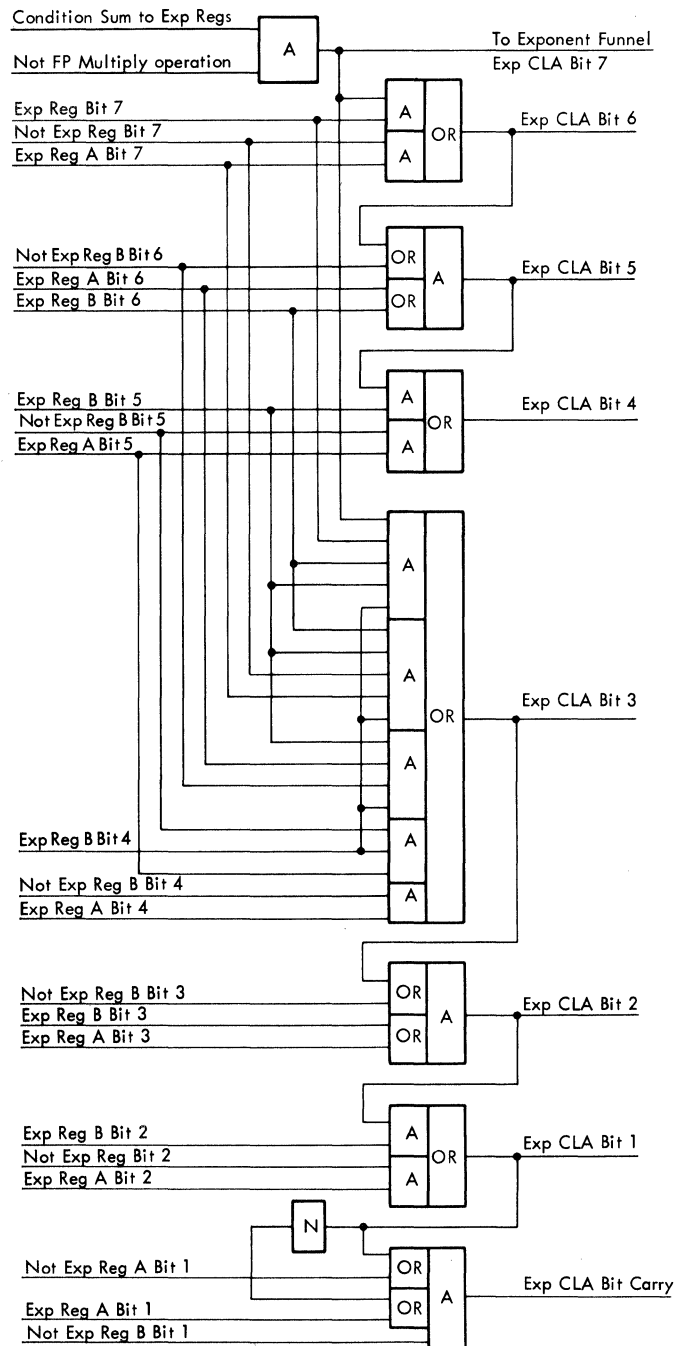 Condition Sum to Exp Regs
Not FP Multiply operation
A
To Exponent Funnel
Exp CLA Bit 7
Exp Reg Bit 7
Not Exp Reg Bit 7
Exp Reg A Bit 7
A
A
OR
Exp CLA Bit 6
Not Exp Reg B Bit 6
Exp Reg A Bit 6
Exp Reg B Bit 6
OR
OR
A
Exp CLA Bit 5
Exp Reg B Bit 5
Not Exp Reg B Bit 5
Exp Reg A Bit 5
A
A
OR
Exp CLA Bit 4
A
A
A
A
A
OR
Exp CLA Bit 3
Exp Reg B Bit 4
Not Exp Reg B Bit 4
Exp Reg A Bit 4
Not Exp Reg B Bit 3
Exp Reg B Bit 3
Exp Reg A Bit 3
OR
OR
A
Exp CLA Bit 2
Exp Reg B Bit 2
Not Exp Reg Bit 2
Exp Reg A Bit 2
A
A
OR
Exp CLA Bit 1
N
Not Exp Reg A Bit 1
Exp Reg A Bit 1
Not Exp Reg B Bit 1
OR
OR
A
Exp CLA Bit Carry